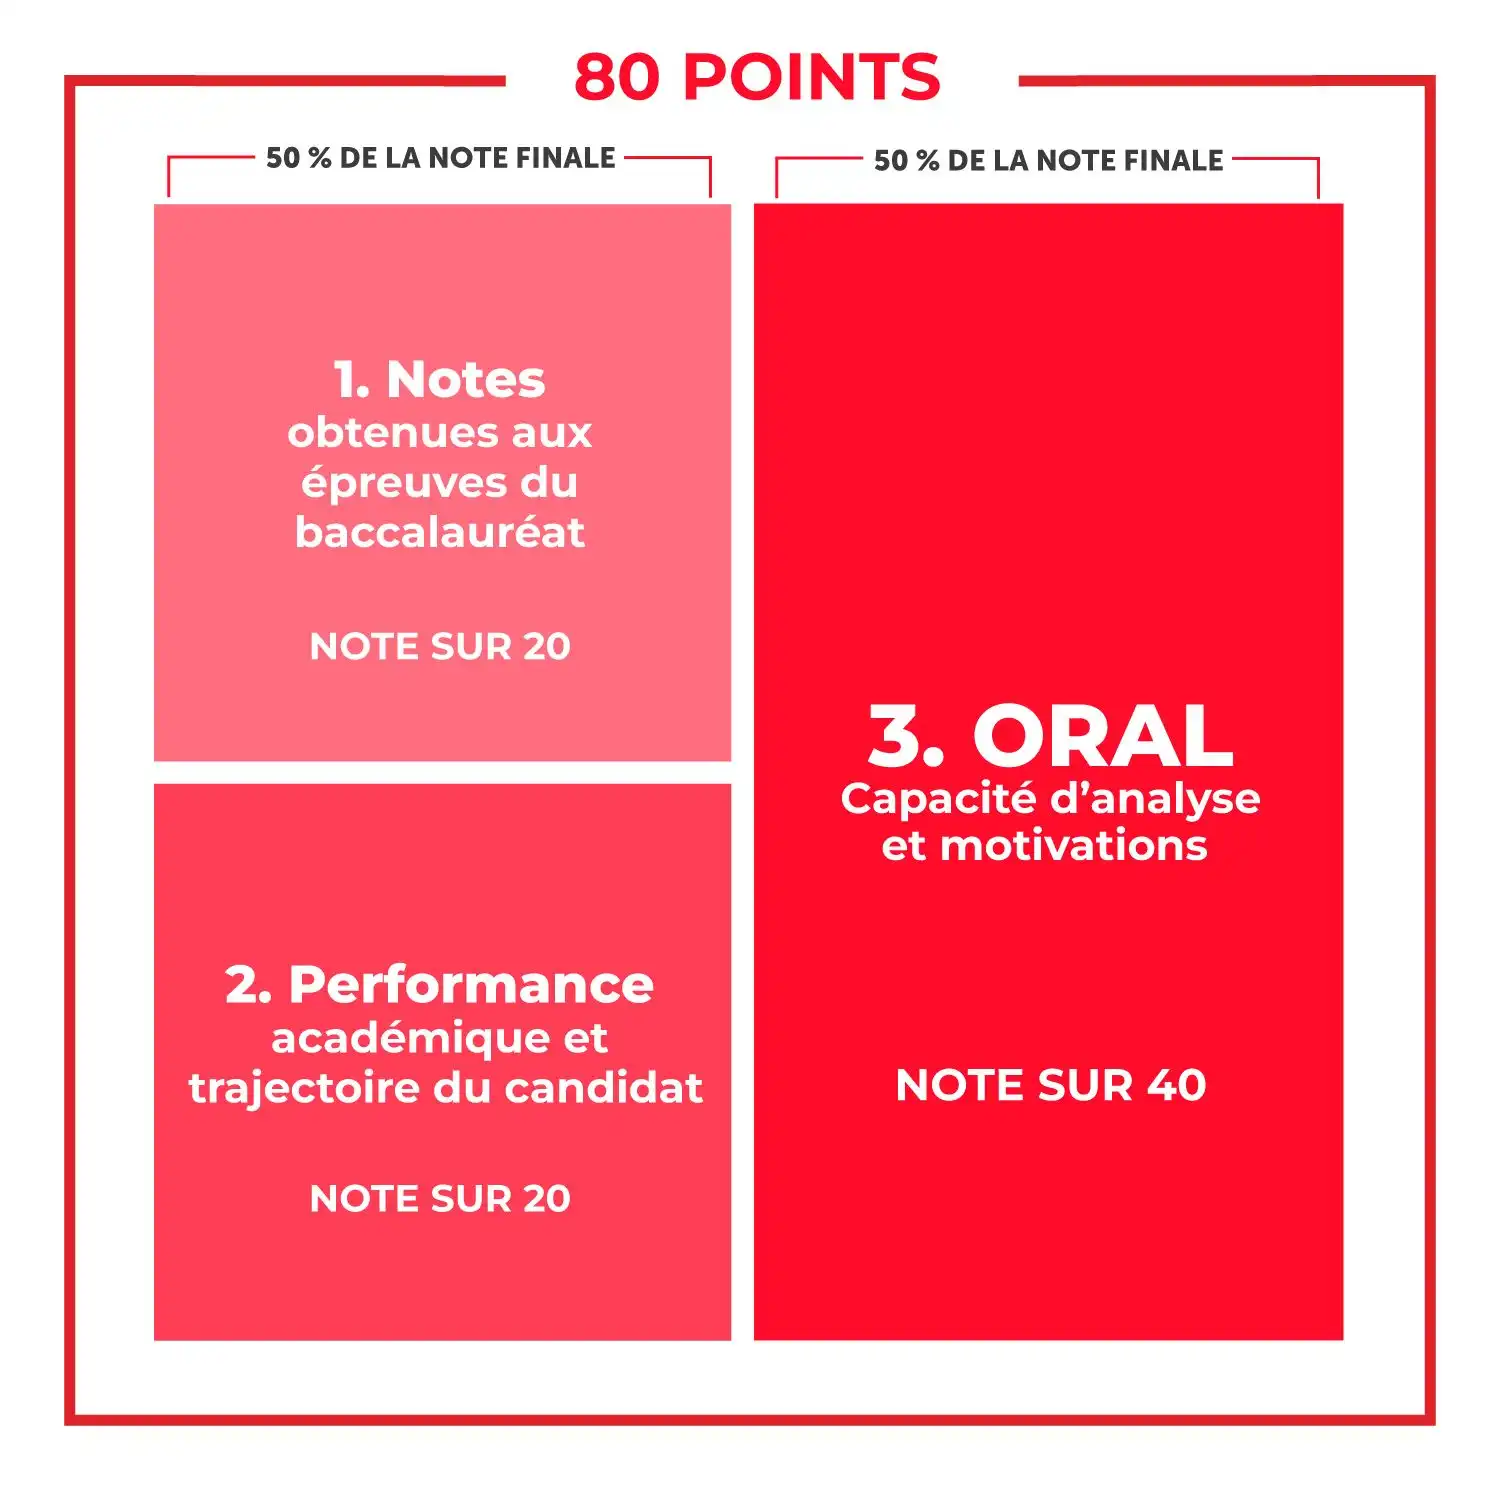 80 POINTS
50 % DE LA NOTE FINALE
1. Notes
obtenues aux
épreuves du
baccalauréat
NOTE SUR 20
2. Performance
académique et
trajectoire du candidat
NOTE SUR 20
50 % DE LA NOTE FINALE
3. ORAL
Capacité d’analyse
et motivations
NOTE SUR 40